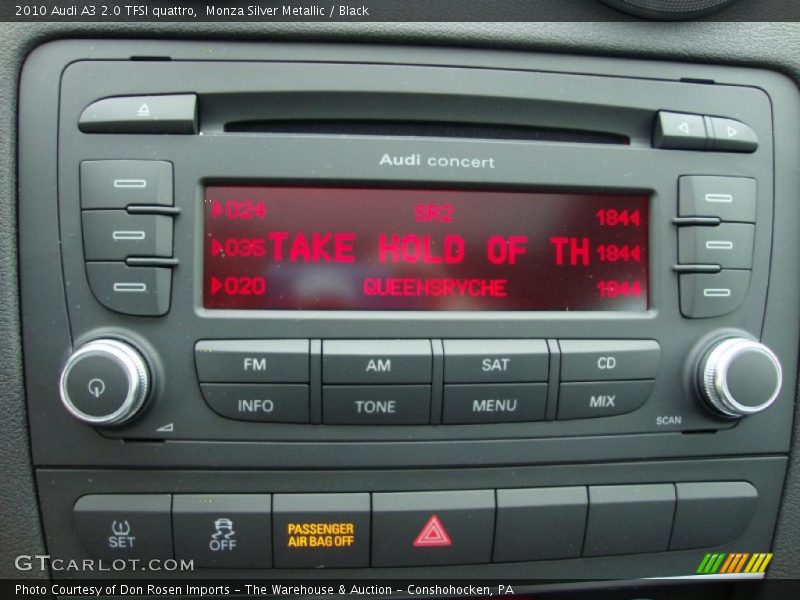 2010 Audi A3 2.0 TFSI quattro, Monza Silver Metallic / Black
Audi concert
024 SR2 1844
035 TAKE HOLD OF TH 1844
020 QUEENSRYCHE 1844
FM AM SAT CD
INFO TONE MENU MIX
SCAN
SET OFF PASSENGER
AIR BAG OFF
GTCARLOT.COM
Photo Courtesy of Don Rosen Imports - The Warehouse & Auction - Conshohocken, PA